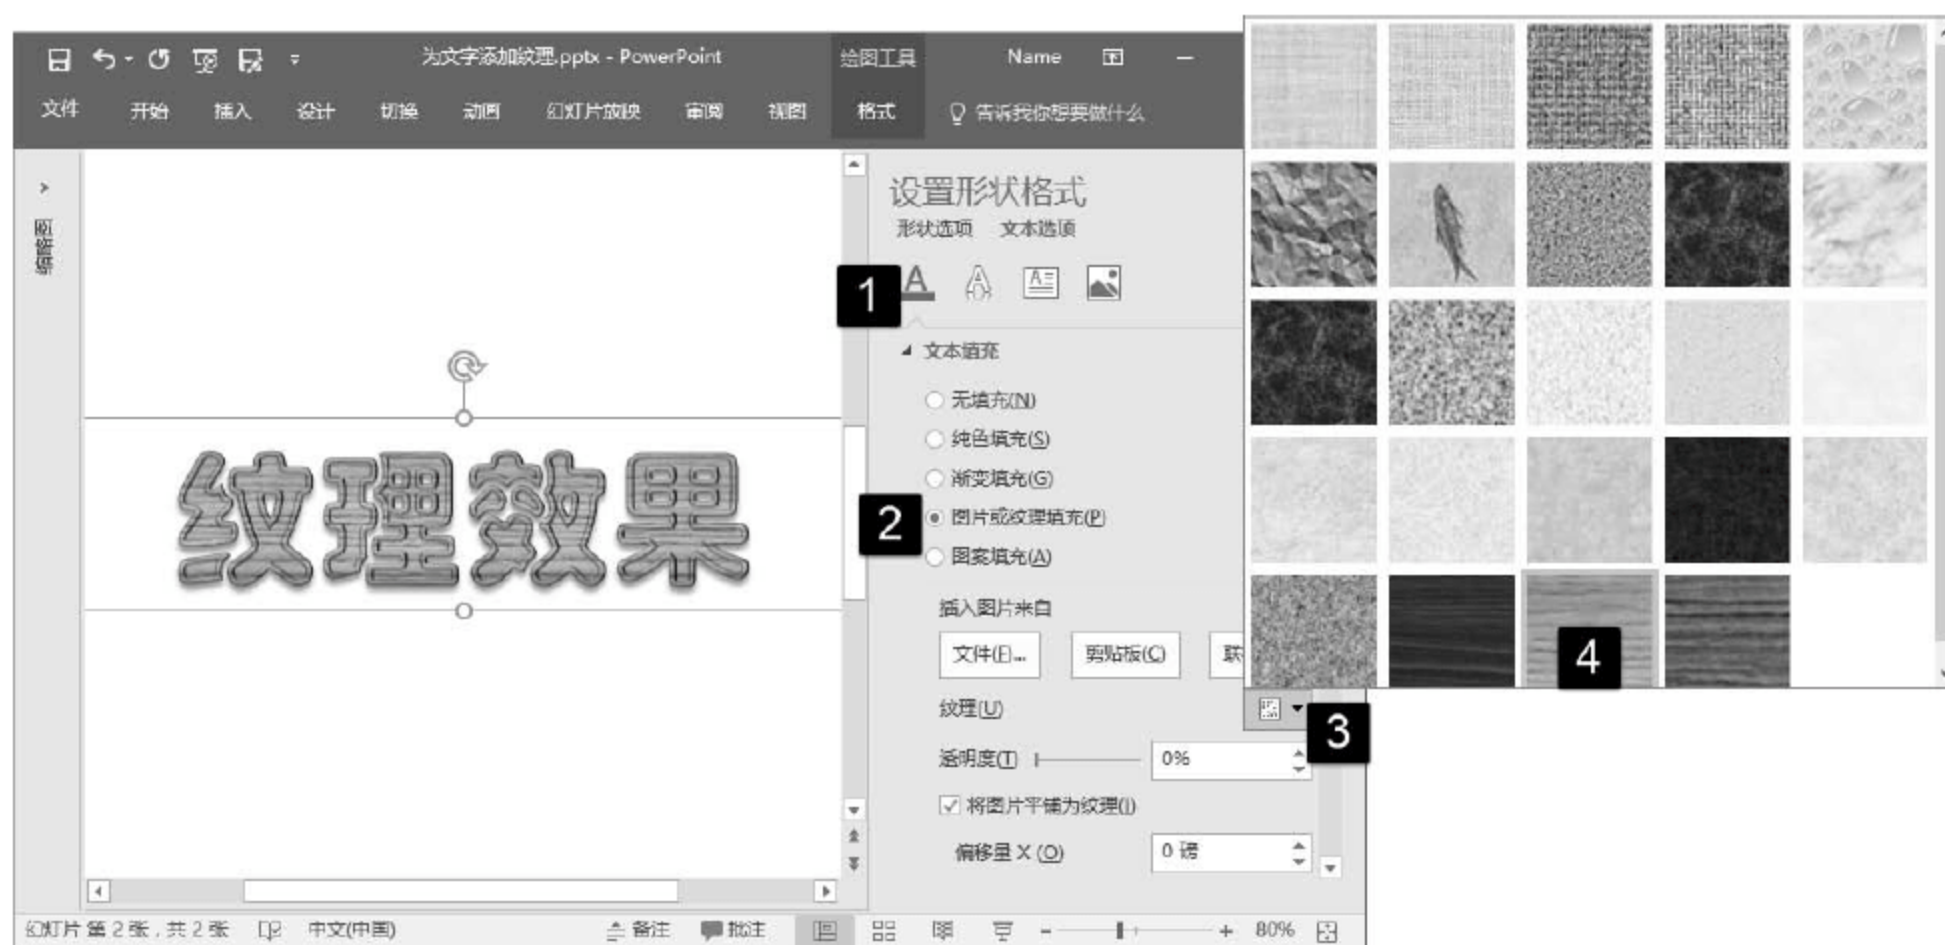 为文字添加纹理.pptx - PowerPoint
绘图工具
Name
文件 开始 插入 设计 切换 动画 幻灯片放映 审阅 视图 格式 告诉我你想要做什么
缩略图
设置形状格式
形状选项 文本选项
1
文本填充
无填充(N)
纯色填充(S)
渐变填充(G)
2
图片或纹理填充(P)
图案填充(A)
纹理效果
插入图片来自
文件(F)... 剪贴板(C) 联
4
纹理(U)
3
透明度(T) 0%
将图片平铺为纹理(I)
偏移量 X (O) 0 磅
幻灯片 第 2 张，共 2 张 中文(中国) 备注 批注 80%